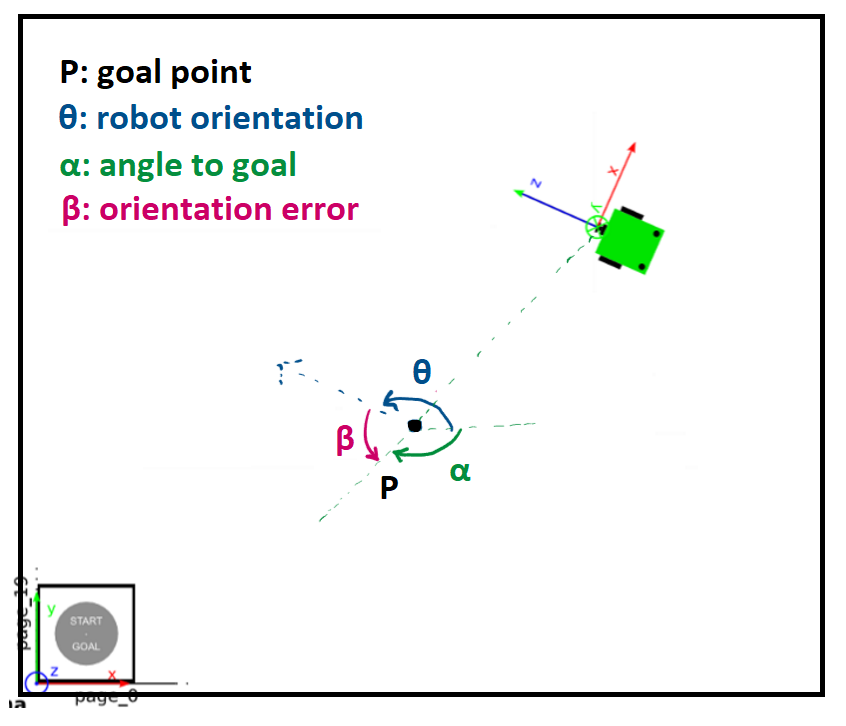 P: goal point
θ: robot orientation
α: angle to goal
β: orientation error
x
z
y
θ
β
α
P
page_19
y
START
GOAL
z
x
page_0